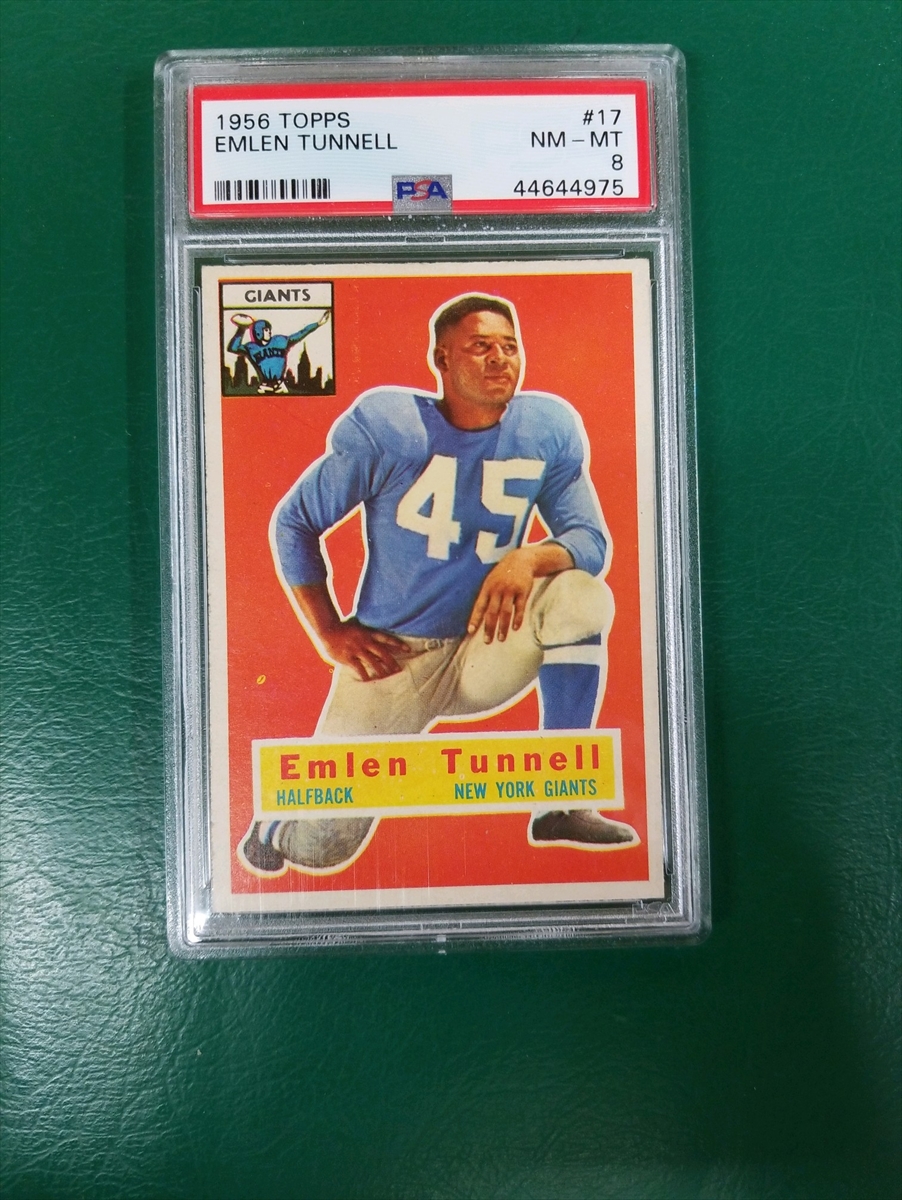 1956 TOPPS #17
EMLEN TUNNELL NM – MT
8
PSA 44644975
GIANTS
45
Emlen Tunnell
HALFBACK NEW YORK GIANTS